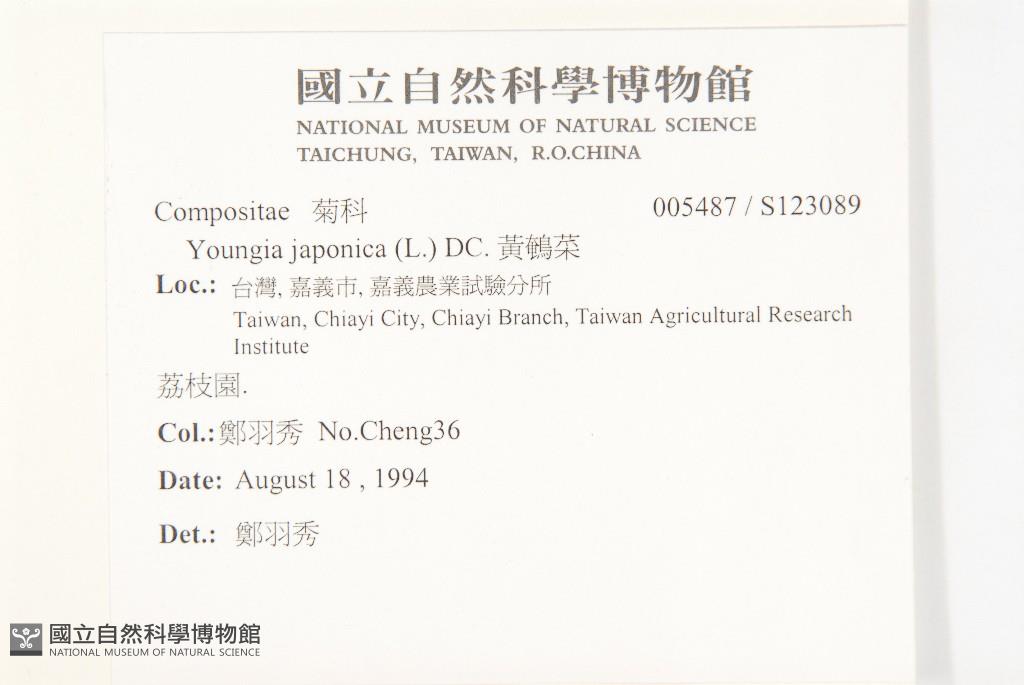 國立自然科學博物館
NATIONAL MUSEUM OF NATURAL SCIENCE
TAICHUNG, TAIWAN, R.O.CHINA
Compositae 菊科 005487 / S123089
Youngia japonica (L.) DC. 黃鵪菜
Loc.: 台灣, 嘉義市, 嘉義農業試驗分所
Taiwan, Chiayi City, Chiayi Branch, Taiwan Agricultural Research
Institute
荔枝園.
Col.: 鄭羽秀 No.Cheng36
Date: August 18 , 1994
Det.: 鄭羽秀
國立自然科學博物館
NATIONAL MUSEUM OF NATURAL SCIENCE